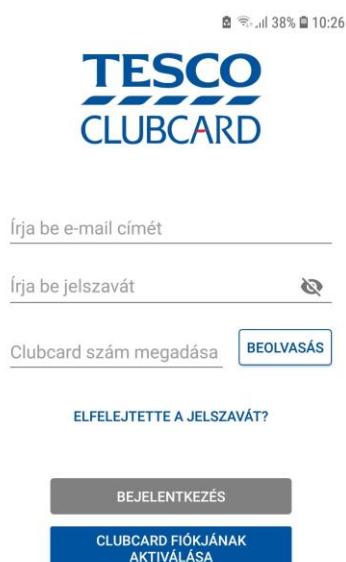 38% 10:26
TESCO
CLUBCARD
Írja be e-mail címét
Írja be jelszavát
Clubcard szám megadása BEOLVASÁS
ELFELEJTETTE A JELSZAVÁT?
BEJELENTKEZÉS
CLUBCARD FIÓKJÁNAK
AKTIVÁLÁSA